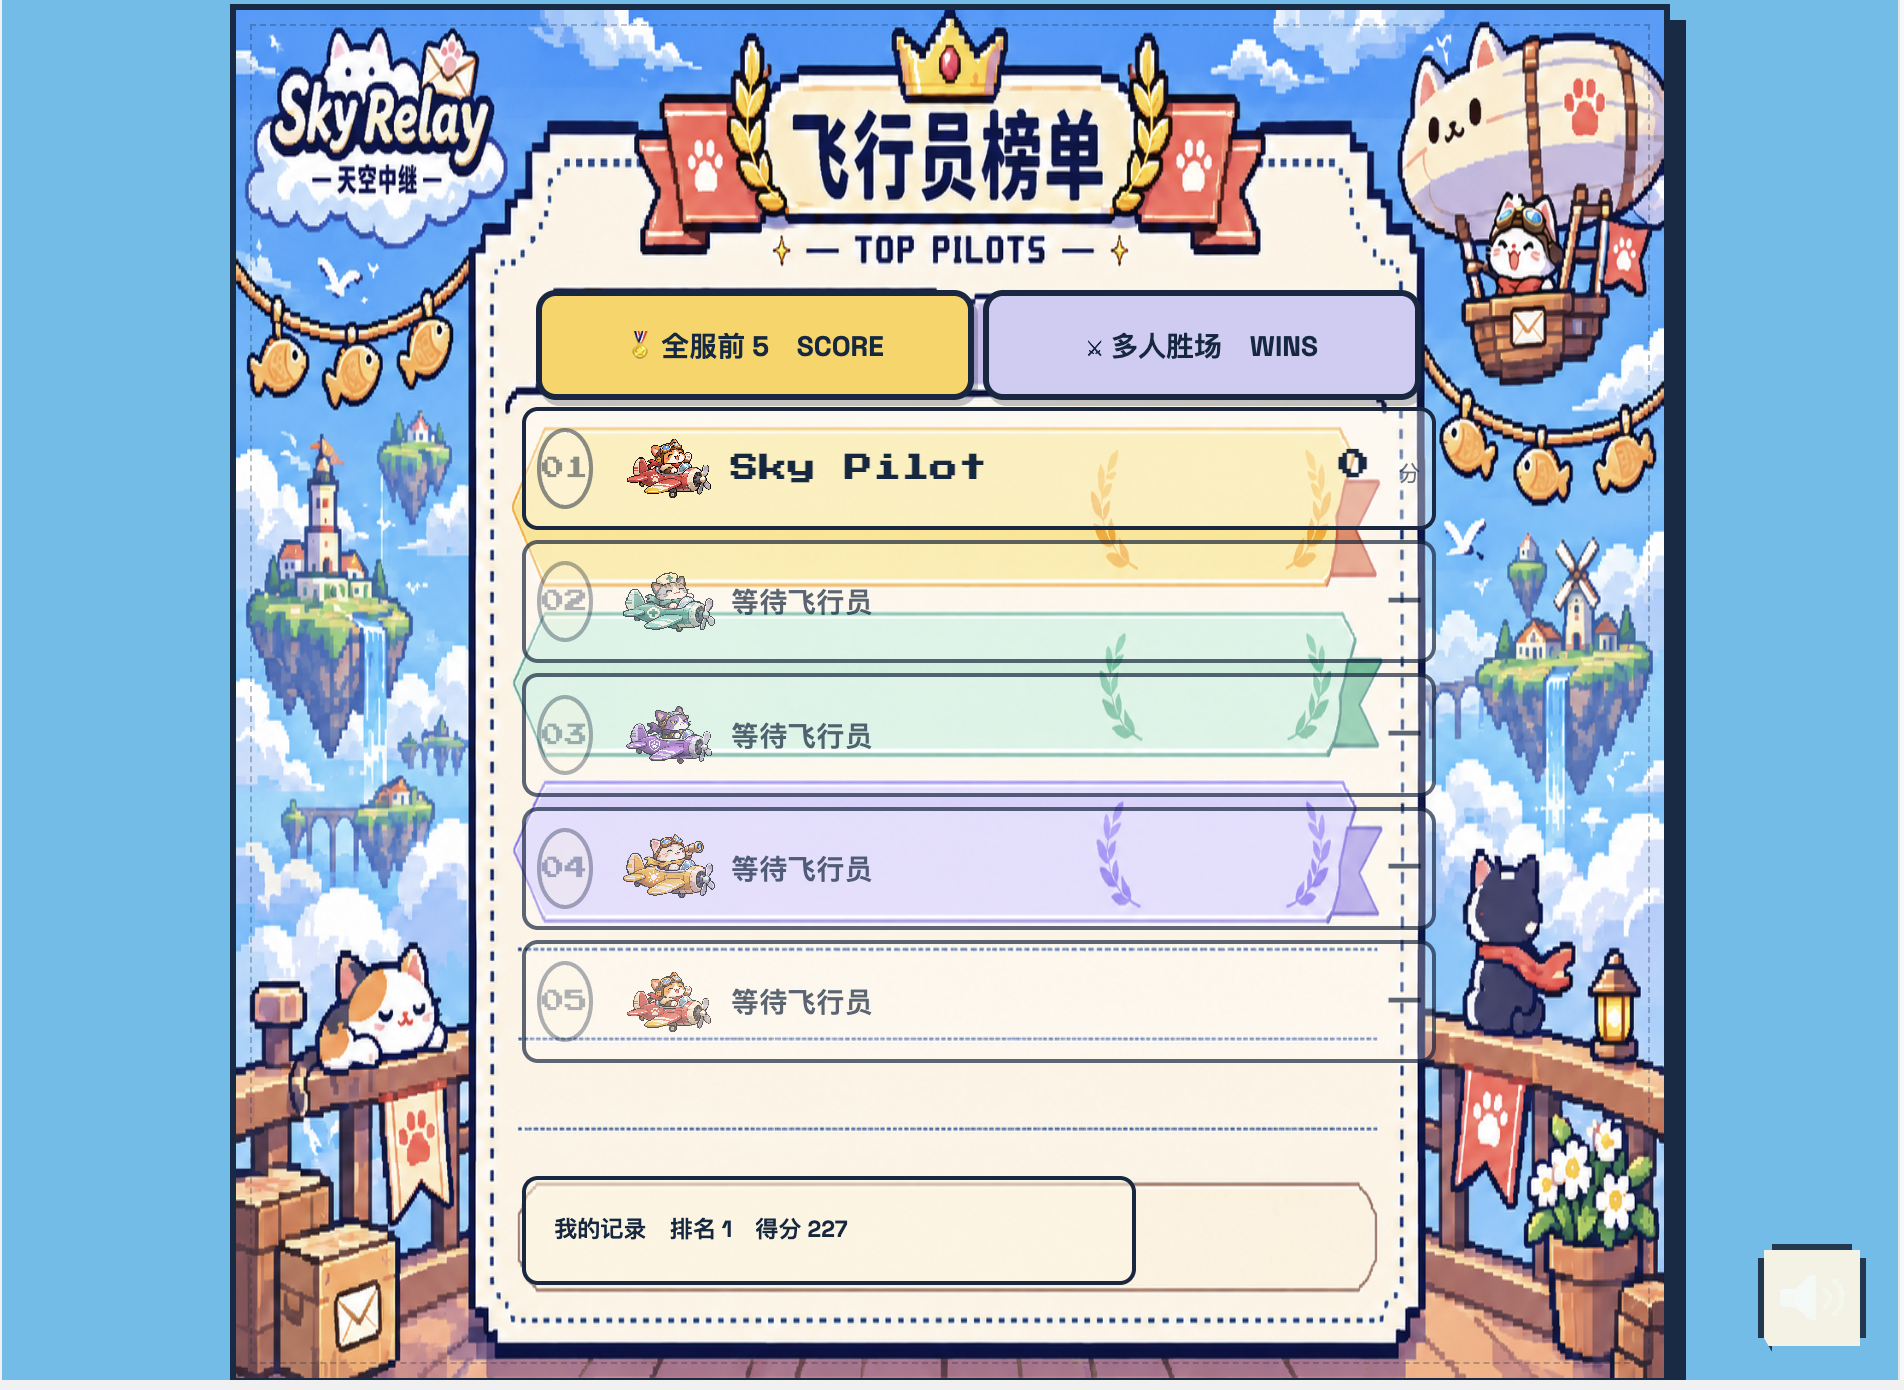 Sky Relay
天空中继
飞行员榜单
TOP PILOTS
全服前 5 SCORE
多人胜场 WINS
01 Sky Pilot 0 分
02 等待飞行员 —
03 等待飞行员 —
04 等待飞行员 —
05 等待飞行员 —
我的记录 排名 1 得分 227